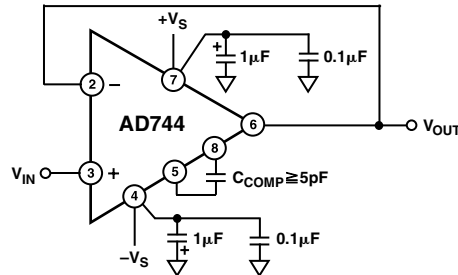 +VS
+
1µF
0.1µF
7
2
–
AD744
6
VOUT
8
VIN
3
+
5
CCOMP≧5pF
4
1µF
+
0.1µF
–VS